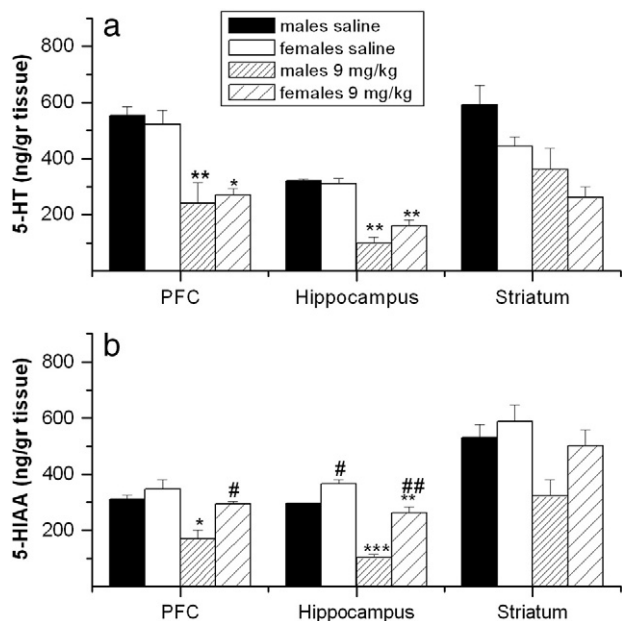 a
males saline
females saline
males 9 mg/kg
females 9 mg/kg
5-HT (ng/gr tissue)
800
600
400
200
** *
** **
PFC Hippocampus Striatum
b
5-HIAA (ng/gr tissue)
800
600
400
200
* #
# *** ## **
PFC Hippocampus Striatum